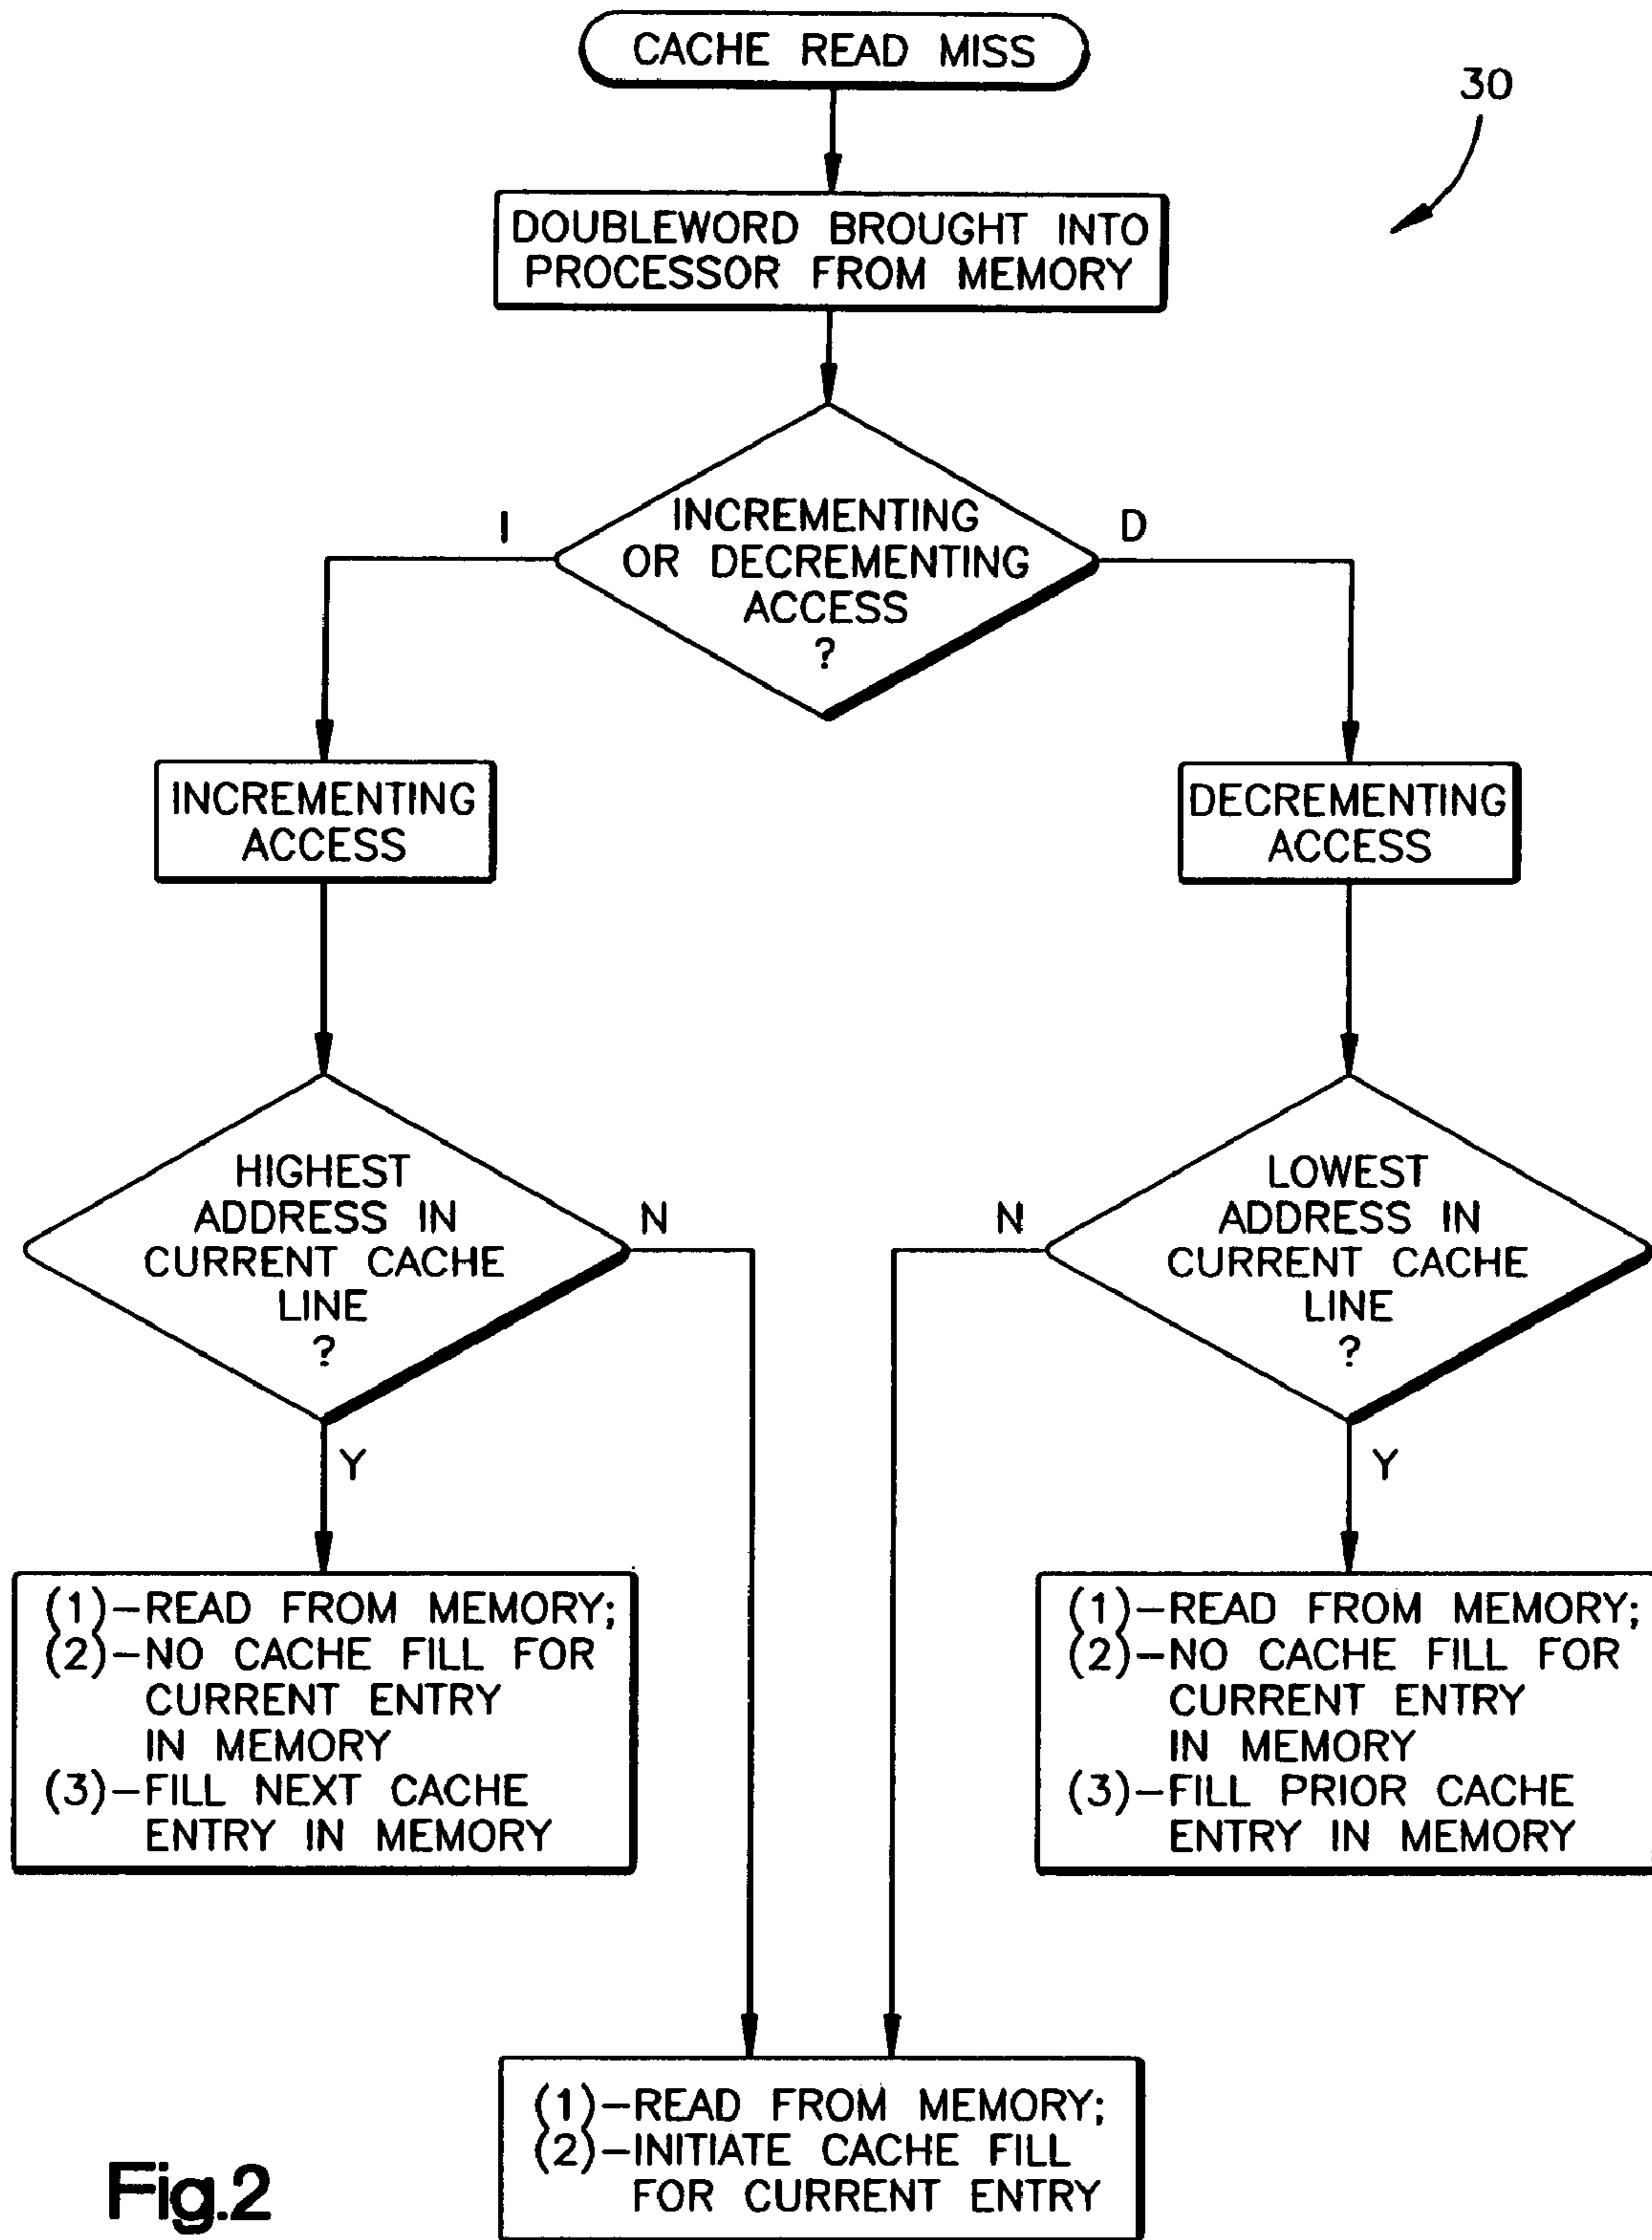 CACHE READ MISS
30
DOUBLEWORD BROUGHT INTO
PROCESSOR FROM MEMORY
INCREMENTING
OR DECREMENTING
ACCESS
?
I
D
INCREMENTING
ACCESS
DECREMENTING
ACCESS
HIGHEST
ADDRESS IN
CURRENT CACHE
LINE
?
N
Y
LOWEST
ADDRESS IN
CURRENT CACHE
LINE
?
N
Y
(1)–READ FROM MEMORY;
(2)–NO CACHE FILL FOR
CURRENT ENTRY
IN MEMORY
(3)–FILL NEXT CACHE
ENTRY IN MEMORY
(1)–READ FROM MEMORY;
(2)–NO CACHE FILL FOR
CURRENT ENTRY
IN MEMORY
(3)–FILL PRIOR CACHE
ENTRY IN MEMORY
(1)–READ FROM MEMORY;
(2)–INITIATE CACHE FILL
FOR CURRENT ENTRY
Fig.2